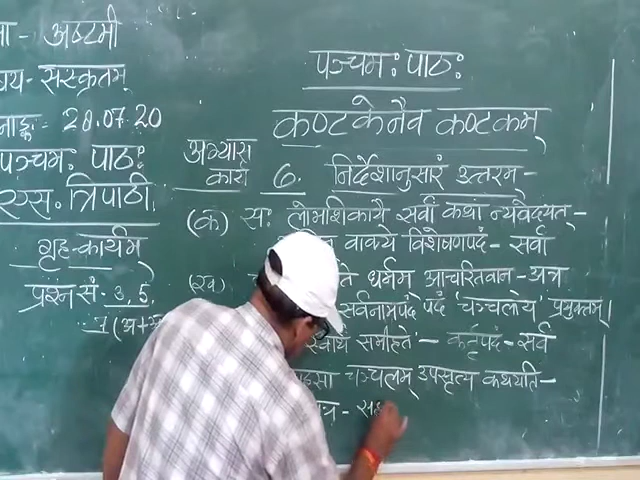 अष्टमी
संस्कृतम्
28.07.20
पञ्चमः पाठः
एस. त्रिपाठी
गृह-कार्यम्
प्रश्न सं. 3, 5
पञ्चमः पाठः
कण्टकेनैव कण्टकम्
अभ्यास कार्य 6. निर्देशानुसारं उत्तरम्-
(क) सः लोमशिकायै सर्वां कथां न्यवेदयत्-
वाक्ये विशेषणपदं - सर्वां
(ख) धर्मम् आचरितवान - अत्र
सर्वनामपदं पदं 'चञ्चलाय' प्रयुक्तम्।
समीहते - कर्तृपदं - सर्व
चञ्चलम् उपसृत्य कथयति-